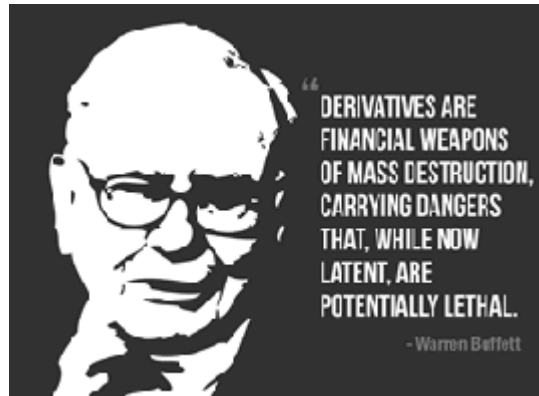 “
DERIVATIVES ARE
FINANCIAL WEAPONS
OF MASS DESTRUCTION,
CARRYING DANGERS
THAT, WHILE NOW
LATENT, ARE
POTENTIALLY LETHAL.
- Warren Buffett